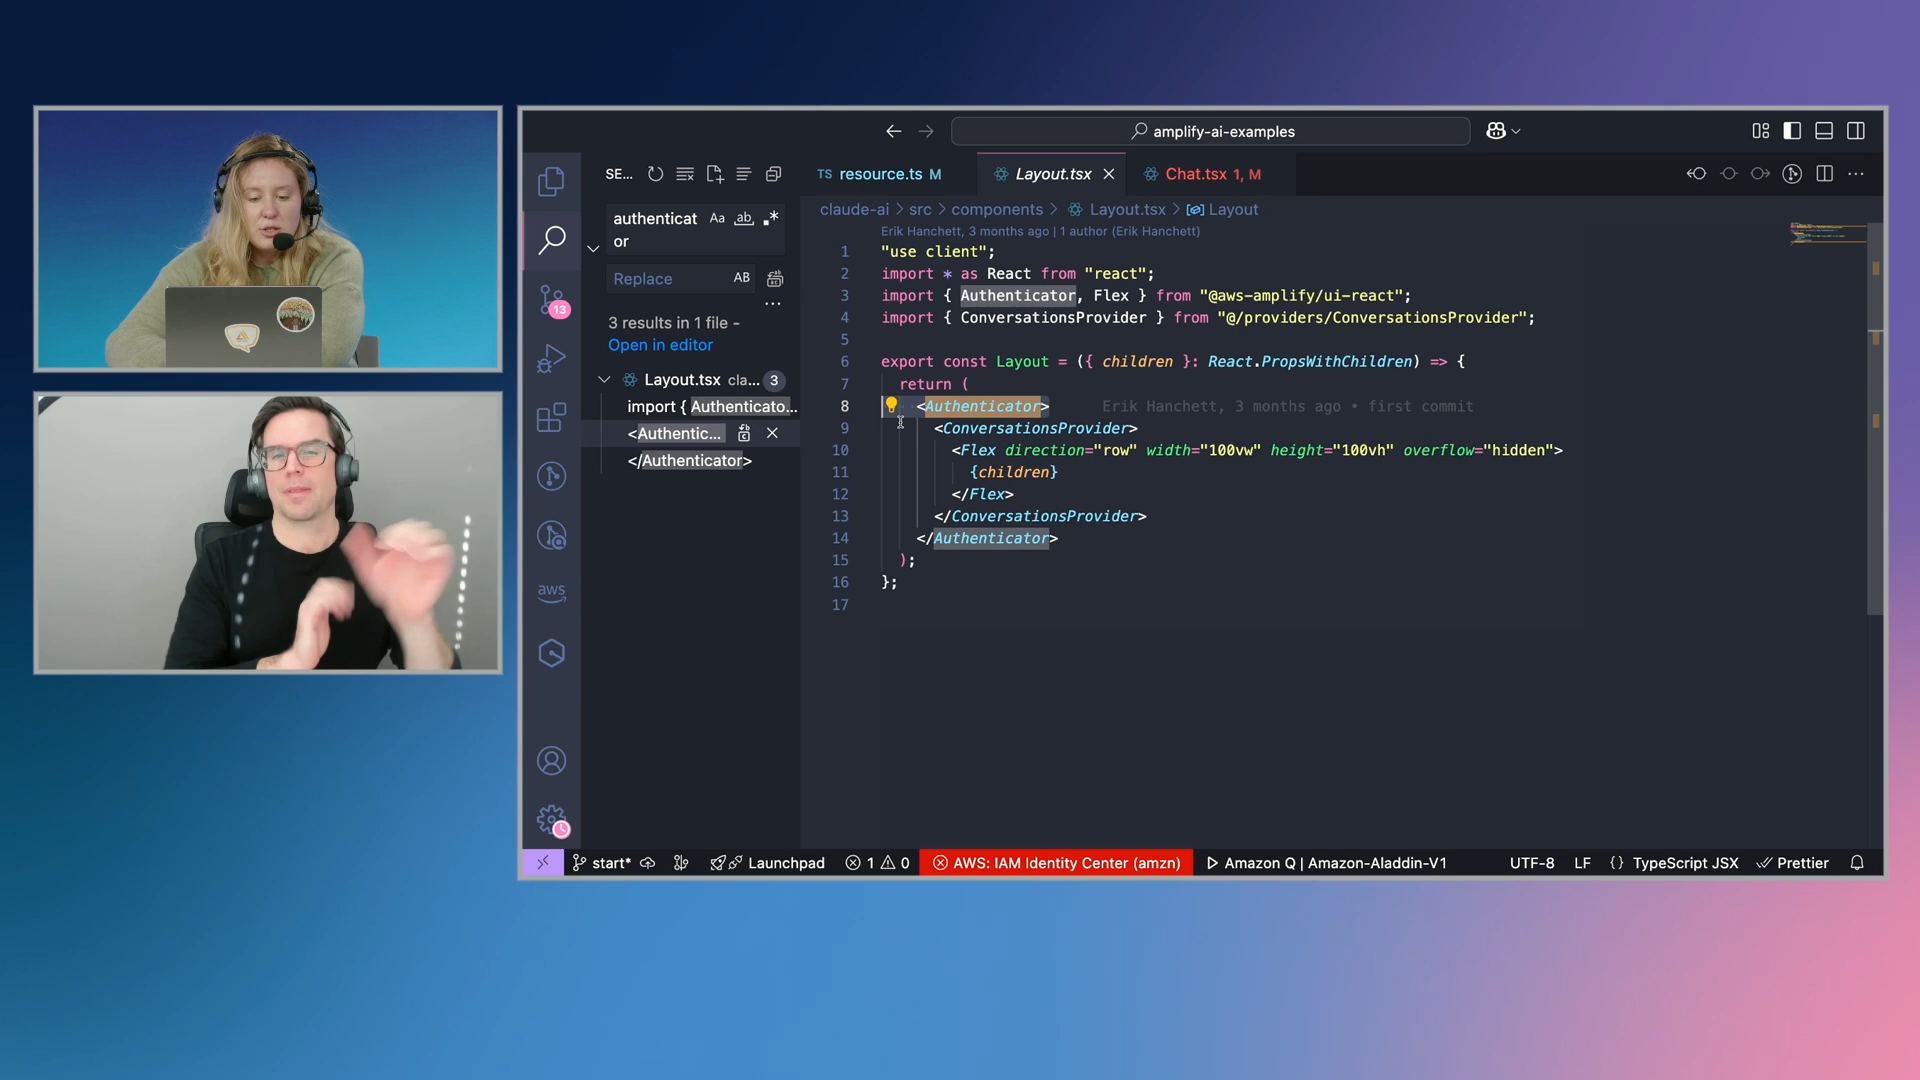 amplify-ai-examples
SE...
TS resource.ts M
Layout.tsx
Chat.tsx 1, M
authenticat
or
Aa ab
Replace
AB
...
3 results in 1 file -
Open in editor
Layout.tsx cla... 3
import { Authenticato...
<Authentic...
</Authenticator>
13
aws
claude-ai > src > components > Layout.tsx > Layout
Erik Hanchett, 3 months ago | 1 author (Erik Hanchett)
1 "use client";
2 import * as React from "react";
3 import { Authenticator, Flex } from "@aws-amplify/ui-react";
4 import { ConversationsProvider } from "@/providers/ConversationsProvider";
5
6 export const Layout = ({ children }: React.PropsWithChildren) => {
7 return (
8 <Authenticator> Erik Hanchett, 3 months ago • first commit
9 <ConversationsProvider>
10 <Flex direction="row" width="100vw" height="100vh" overflow="hidden">
11 {children}
12 </Flex>
13 </ConversationsProvider>
14 </Authenticator>
15 );
16 };
17
start* Launchpad 1 0 AWS: IAM Identity Center (amzn) Amazon Q | Amazon-Aladdin-V1 UTF-8 LF {} TypeScript JSX Prettier